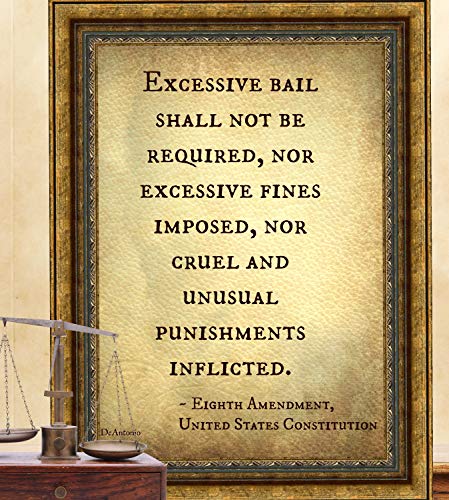 Excessive bail
shall not be
required, nor
excessive fines
imposed, nor
cruel and
unusual
punishments
inflicted.
~ Eighth Amendment,
United States Constitution
DeAntonio